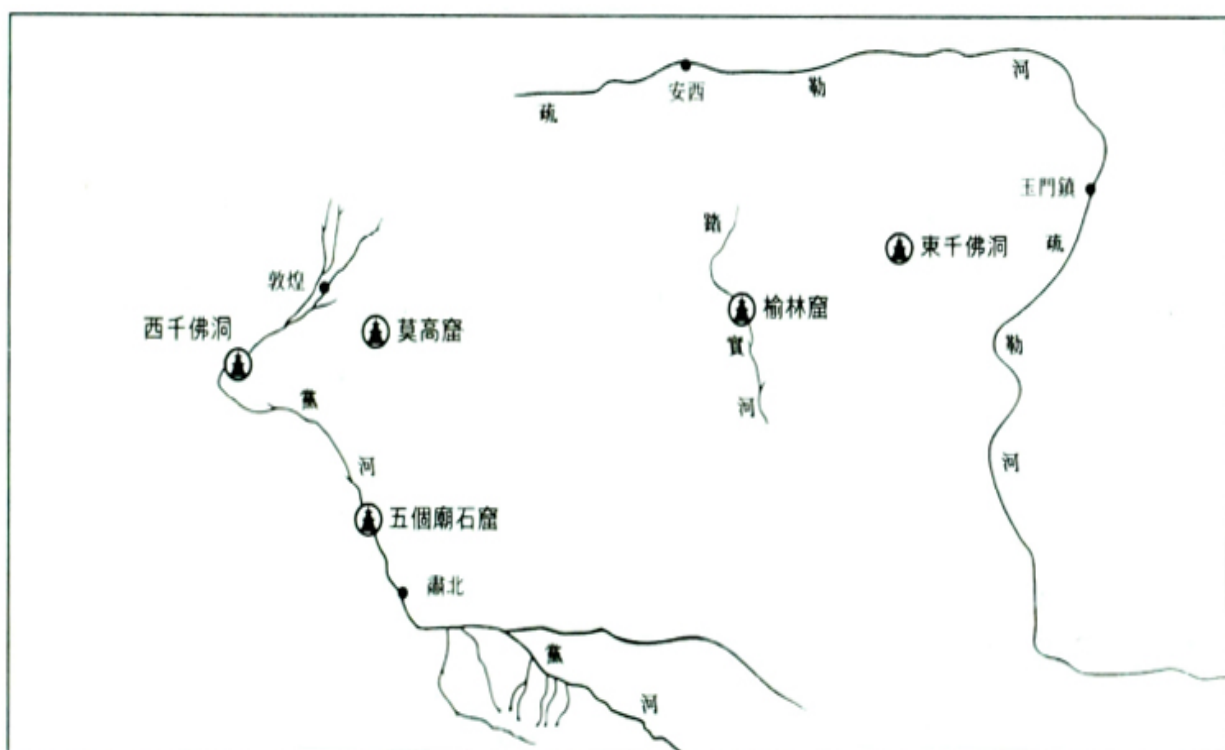 疏勒河
安西
玉門鎮
疏勒河
東千佛洞
踏實河
榆林窟
敦煌
莫高窟
西千佛洞
黨河
五個廟石窟
肅北
黨河